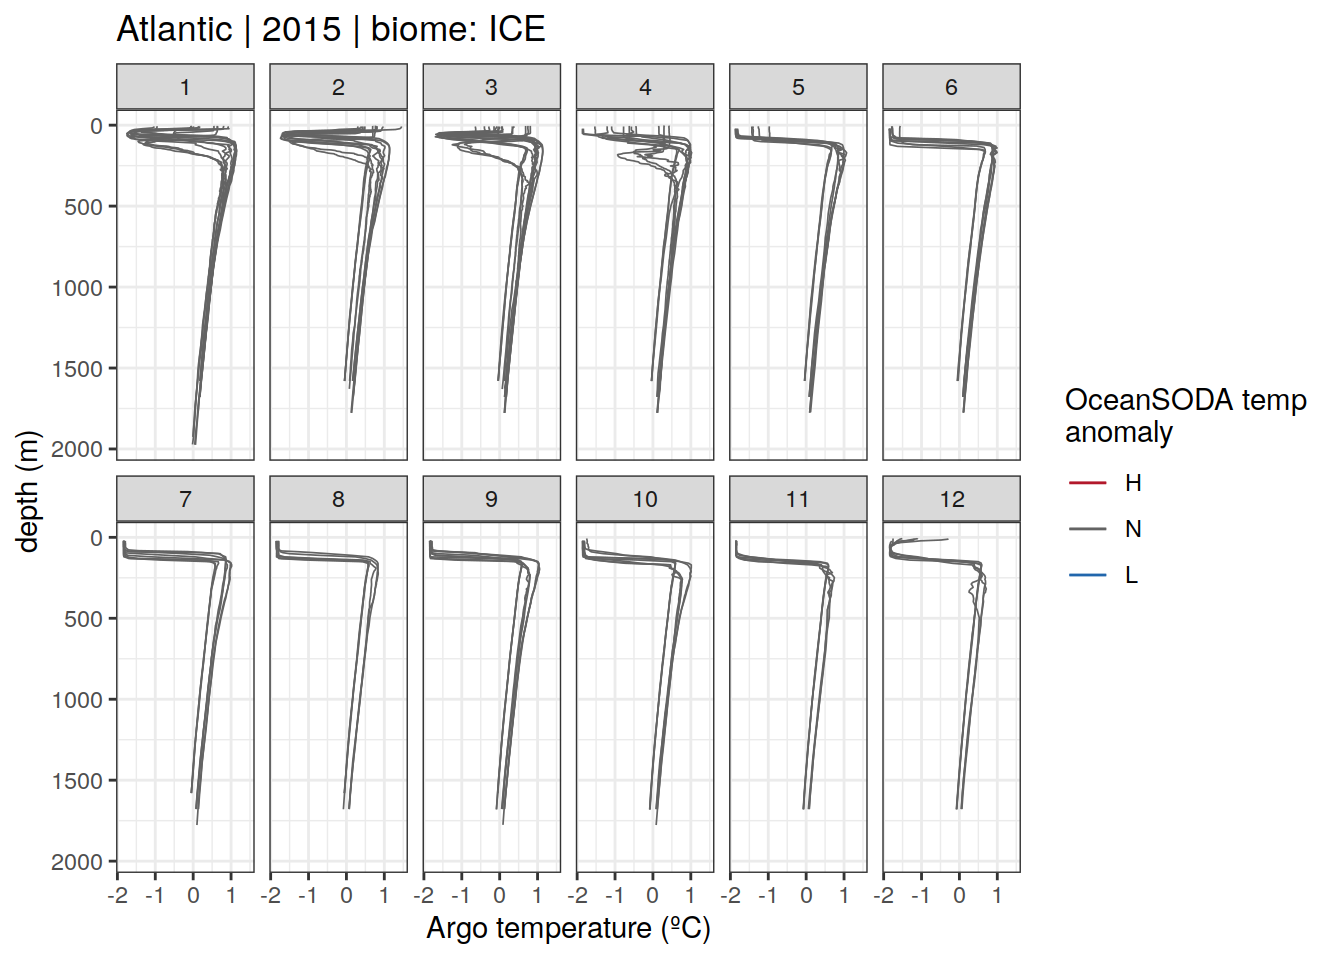 Atlantic | 2015 | biome: ICE
1 2 3 4 5 6
0
500
1000
1500
2000
7 8 9 10 11 12
0
500
1000
1500
2000
-2 -1 0 1 -2 -1 0 1 -2 -1 0 1 -2 -1 0 1 -2 -1 0 1 -2 -1 0 1
Argo temperature (ºC)
depth (m)
OceanSODA temp
anomaly
H
N
L